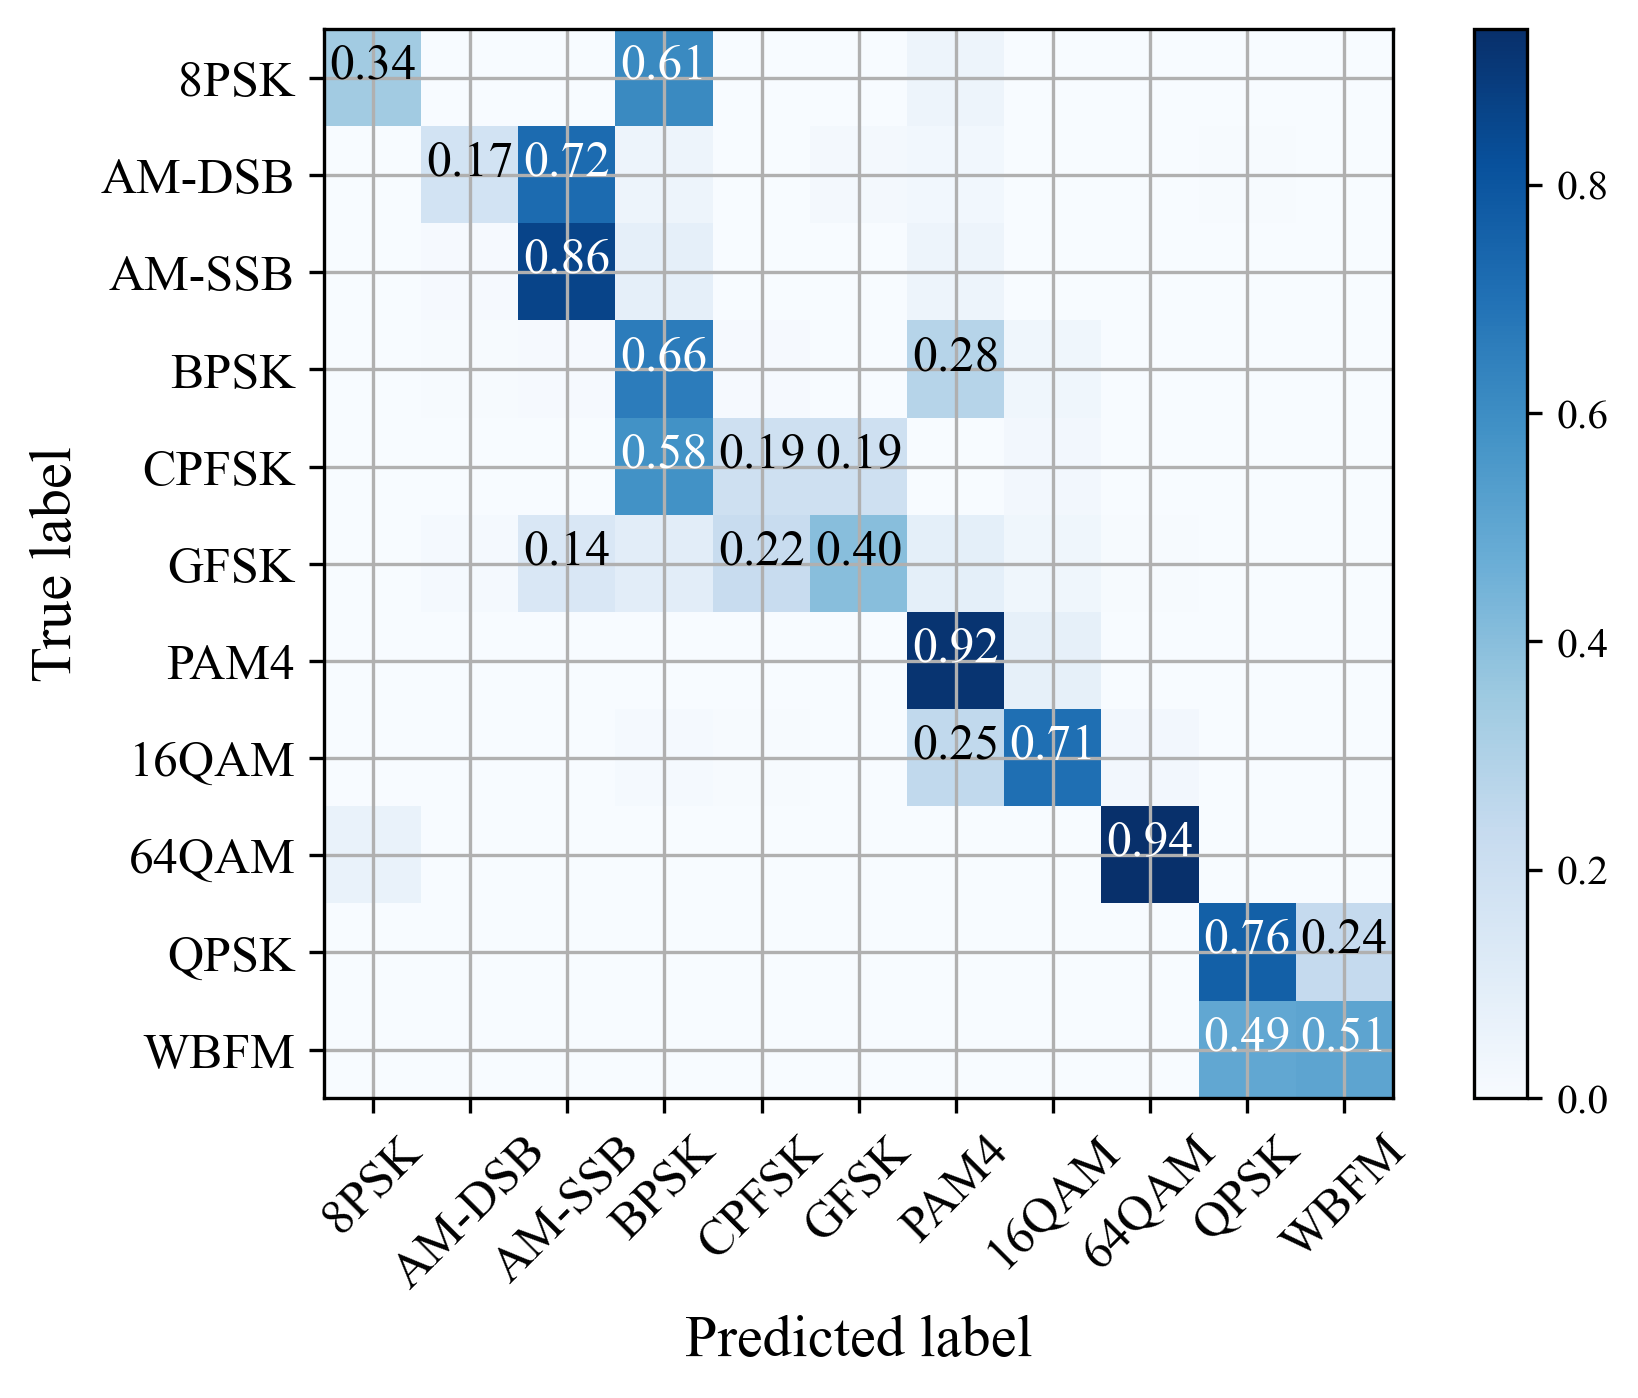 8PSK 0.34 0.61
AM-DSB 0.17 0.72
AM-SSB 0.86
BPSK 0.66 0.28
CPFSK 0.58 0.19 0.19
GFSK 0.14 0.22 0.40
PAM4 0.92
16QAM 0.25 0.71
64QAM 0.94
QPSK 0.76 0.24
WBFM 0.49 0.51
True label
8PSK AM-DSB AM-SSB BPSK CPFSK GFSK PAM4 16QAM 64QAM QPSK WBFM
Predicted label
0.8
0.6
0.4
0.2
0.0